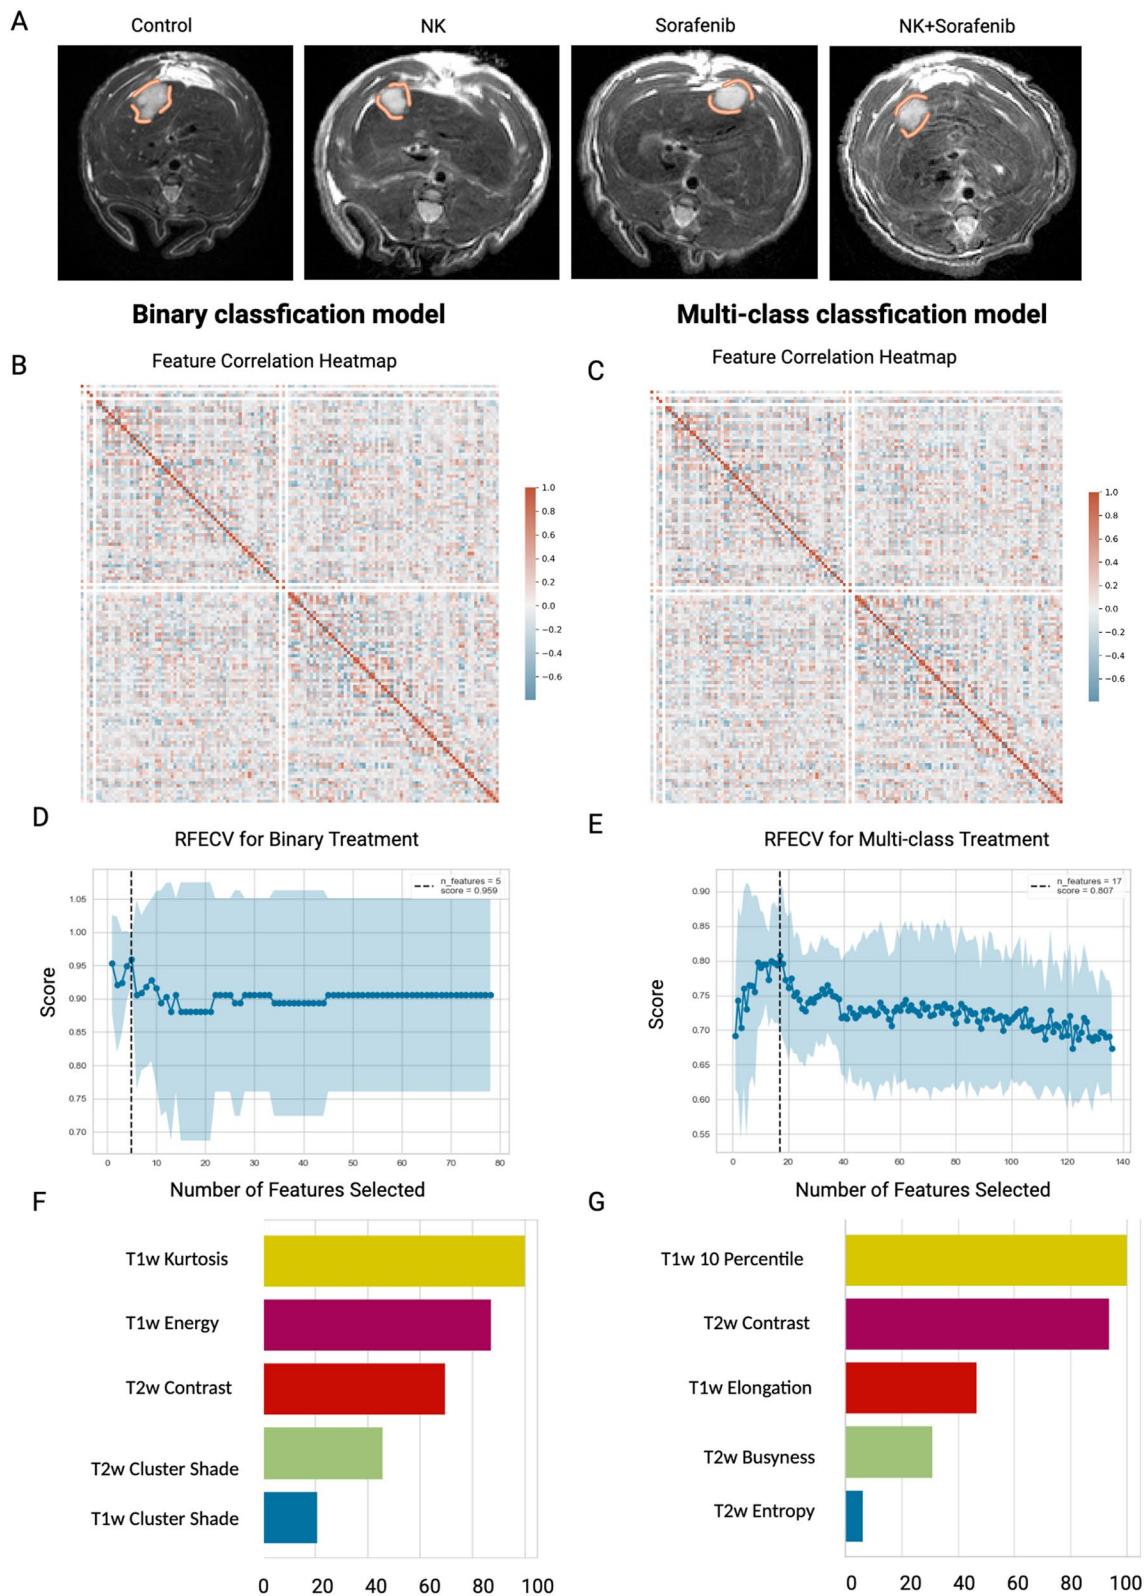 A
Control
NK
Sorafenib
NK+Sorafenib
Binary classfication model
Multi-class classfication model
B
Feature Correlation Heatmap
C
Feature Correlation Heatmap
1.0
0.8
0.6
0.4
0.2
0.0
−0.2
−0.4
−0.6
1.0
0.8
0.6
0.4
0.2
0.0
−0.2
−0.4
−0.6
D
RFECV for Binary Treatment
n_features = 5
score = 0.959
1.05
1.00
0.95
0.90
0.85
0.80
0.75
0.70
Score
0 10 20 30 40 50 60 70 80
Number of Features Selected
E
RFECV for Multi-class Treatment
n_features = 17
score = 0.807
0.90
0.85
0.80
0.75
0.70
0.65
0.60
0.55
Score
0 20 40 60 80 100 120 140
Number of Features Selected
F
T1w Kurtosis
T1w Energy
T2w Contrast
T2w Cluster Shade
T1w Cluster Shade
0 20 40 60 80 100
G
T1w 10 Percentile
T2w Contrast
T1w Elongation
T2w Busyness
T2w Entropy
0 20 40 60 80 100